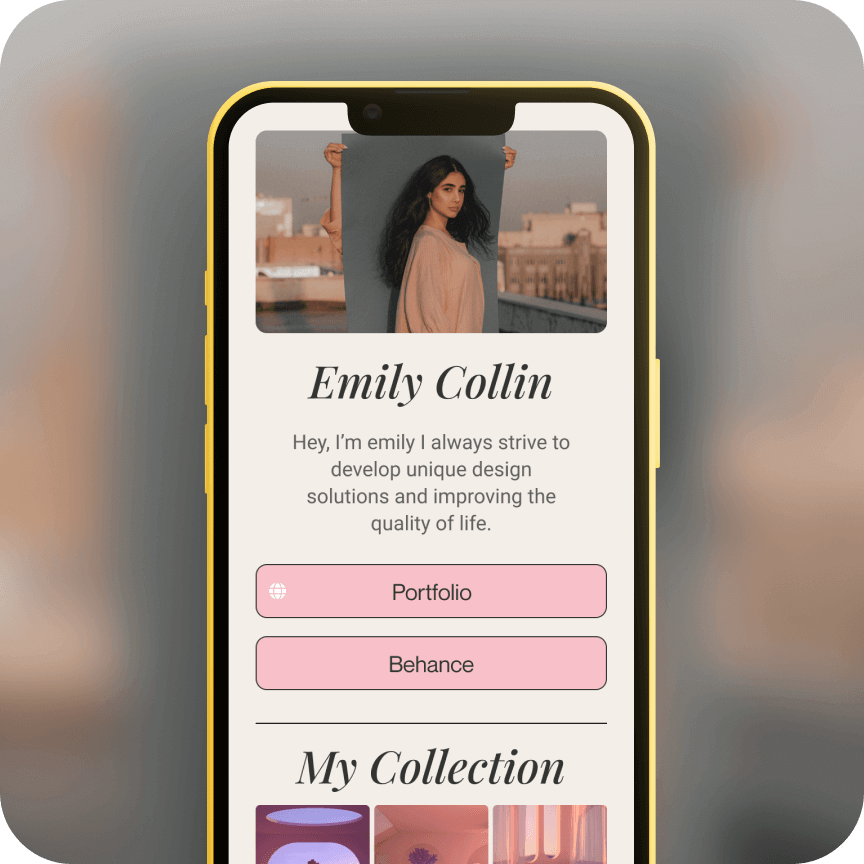 Emily Collin
Hey, I’m emily I always strive to
develop unique design
solutions and improving the
quality of life.
Portfolio
Behance
My Collection